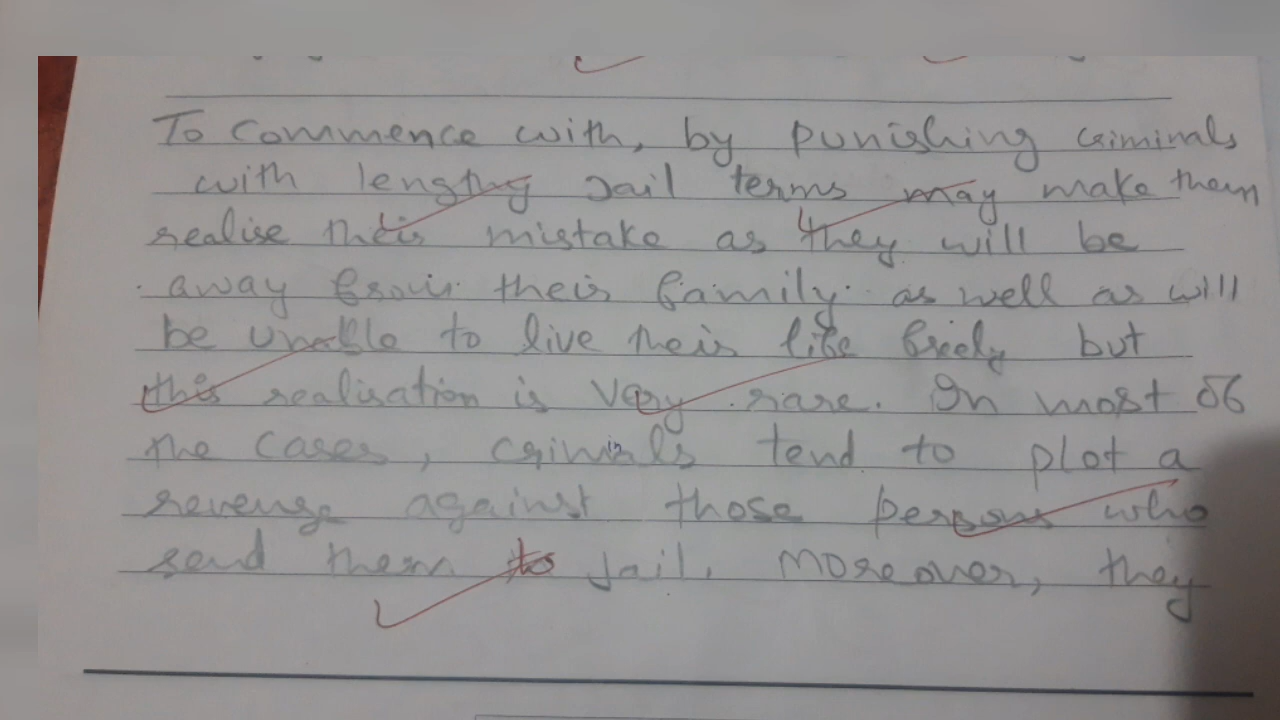 To commence with, by punishing criminals
with lengthy Jail terms may make them
realise their mistake as they will be
away from their family as well as will
be unable to live their life freely but
this realisation is very rare. In most of
the cases, criminals tend to plot a
revenge against those persons who
send them to Jail. Moreover, they